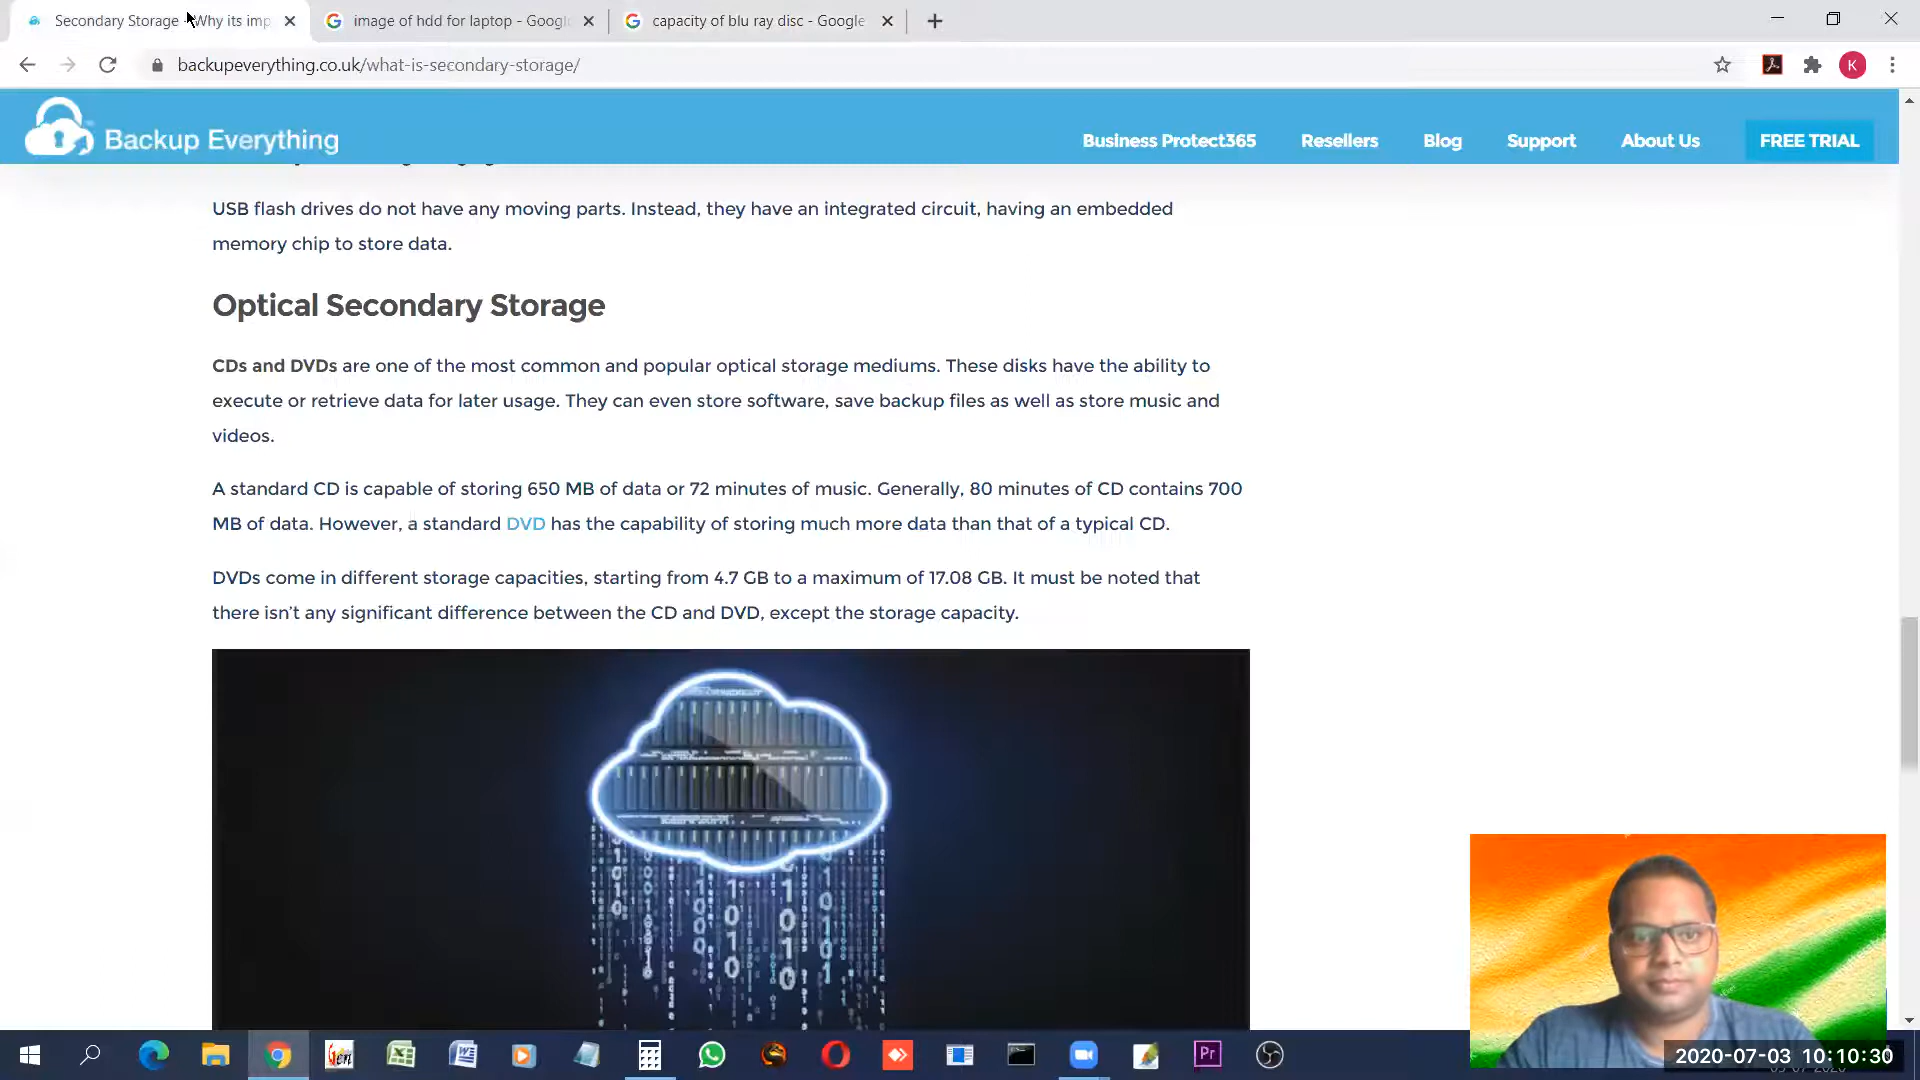 Secondary Storage - Why its imp
image of hdd for laptop - Google
capacity of blu ray disc - Google
backupeverything.co.uk/what-is-secondary-storage/
K
Backup Everything
Business Protect365
Resellers
Blog
Support
About Us
FREE TRIAL
USB flash drives do not have any moving parts. Instead, they have an integrated circuit, having an embedded
memory chip to store data.
Optical Secondary Storage
CDs and DVDs are one of the most common and popular optical storage mediums. These disks have the ability to
execute or retrieve data for later usage. They can even store software, save backup files as well as store music and
videos.
A standard CD is capable of storing 650 MB of data or 72 minutes of music. Generally, 80 minutes of CD contains 700
MB of data. However, a standard DVD has the capability of storing much more data than that of a typical CD.
DVDs come in different storage capacities, starting from 4.7 GB to a maximum of 17.08 GB. It must be noted that
there isn't any significant difference between the CD and DVD, except the storage capacity.
Gen
Pr
2020-07-03 10:10:30